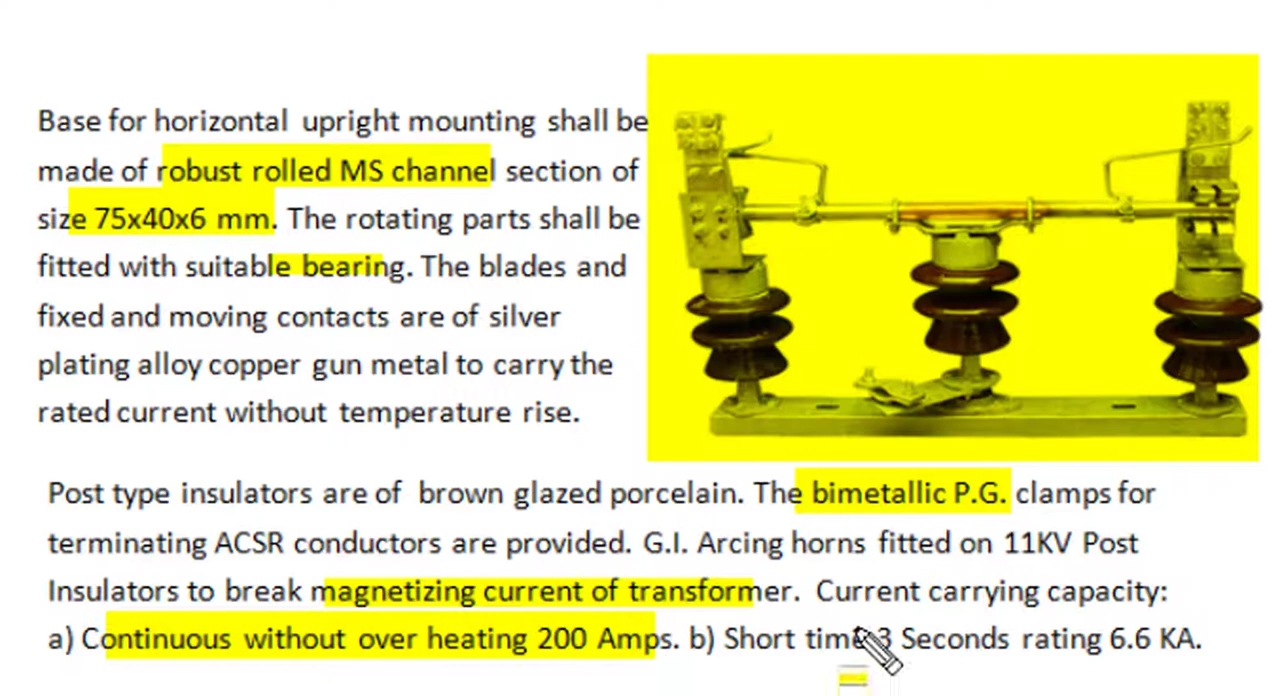 Base for horizontal upright mounting shall be
made of robust rolled MS channel section of
size 75x40x6 mm. The rotating parts shall be
fitted with suitable bearing. The blades and
fixed and moving contacts are of silver
plating alloy copper gun metal to carry the
rated current without temperature rise.
Post type insulators are of brown glazed porcelain. The bimetallic P.G. clamps for
terminating ACSR conductors are provided. G.I. Arcing horns fitted on 11KV Post
Insulators to break magnetizing current of transformer. Current carrying capacity:
a) Continuous without over heating 200 Amps. b) Short time 3 Seconds rating 6.6 KA.